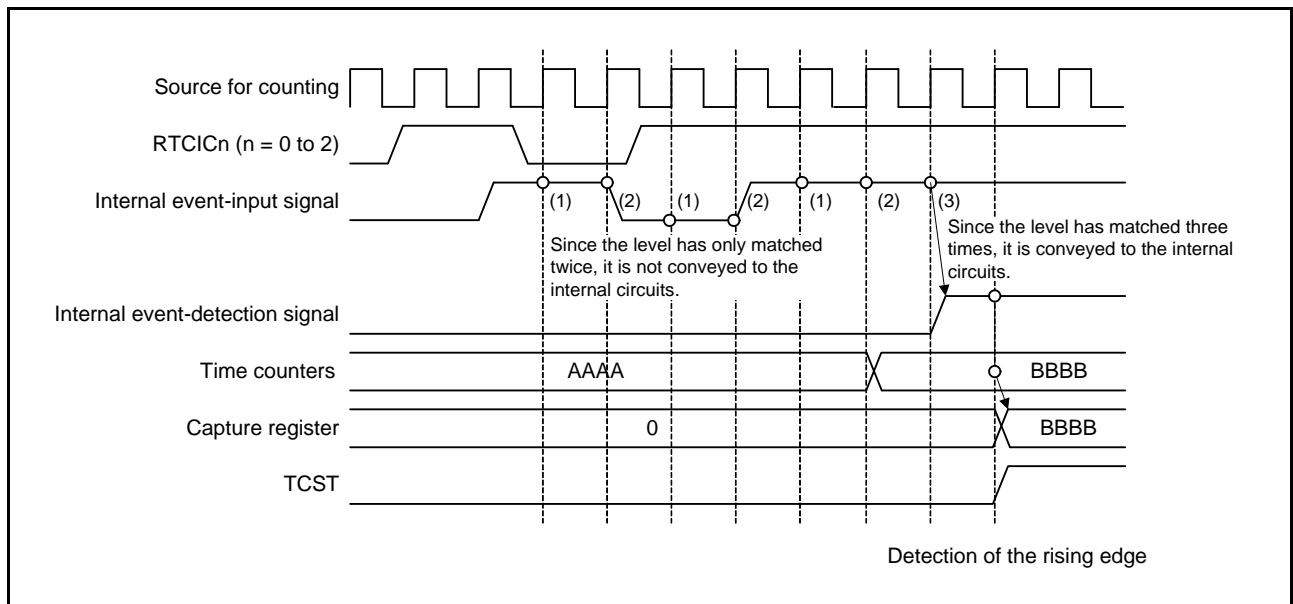 Source for counting
RTCICn (n = 0 to 2)
Internal event-input signal
(1) (2) (1) (2) (1) (2) (3)
Since the level has only matched
twice, it is not conveyed to the
internal circuits.
Since the level has matched three
times, it is conveyed to the internal
circuits.
Internal event-detection signal
Time counters
AAAA BBBB
Capture register
0 BBBB
TCST
Detection of the rising edge